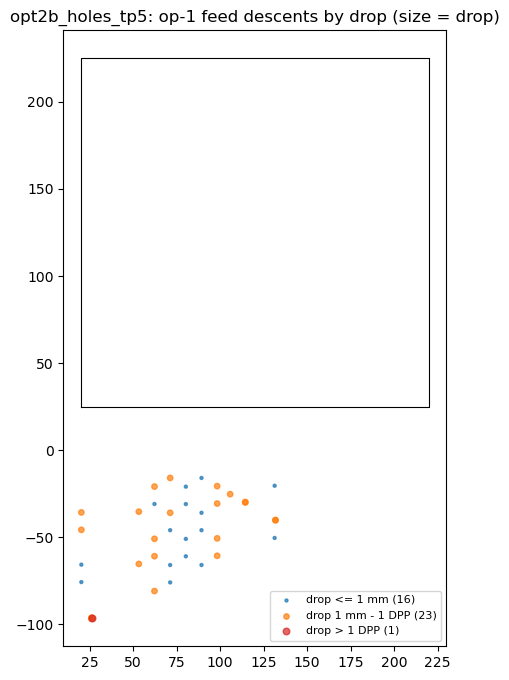 opt2b_holes_tp5: op-1 feed descents by drop (size = drop)
200
150
100
50
0
−50
−100
drop <= 1 mm (16)
drop 1 mm - 1 DPP (23)
drop > 1 DPP (1)
25 50 75 100 125 150 175 200 225